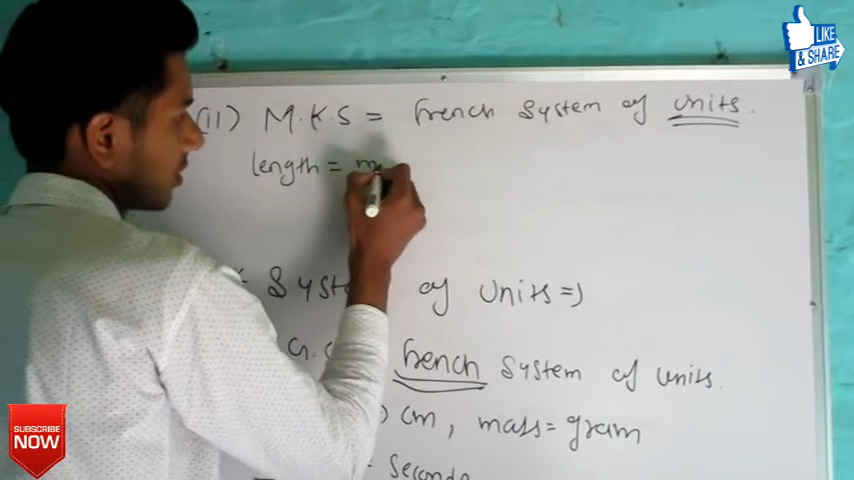 (11) M.K.S = french System of units.
length = m
System of units =)
G. french System of units.
cm, mass = gram
= Seconds
LIKE
& SHARE
SUBSCRIBE
NOW